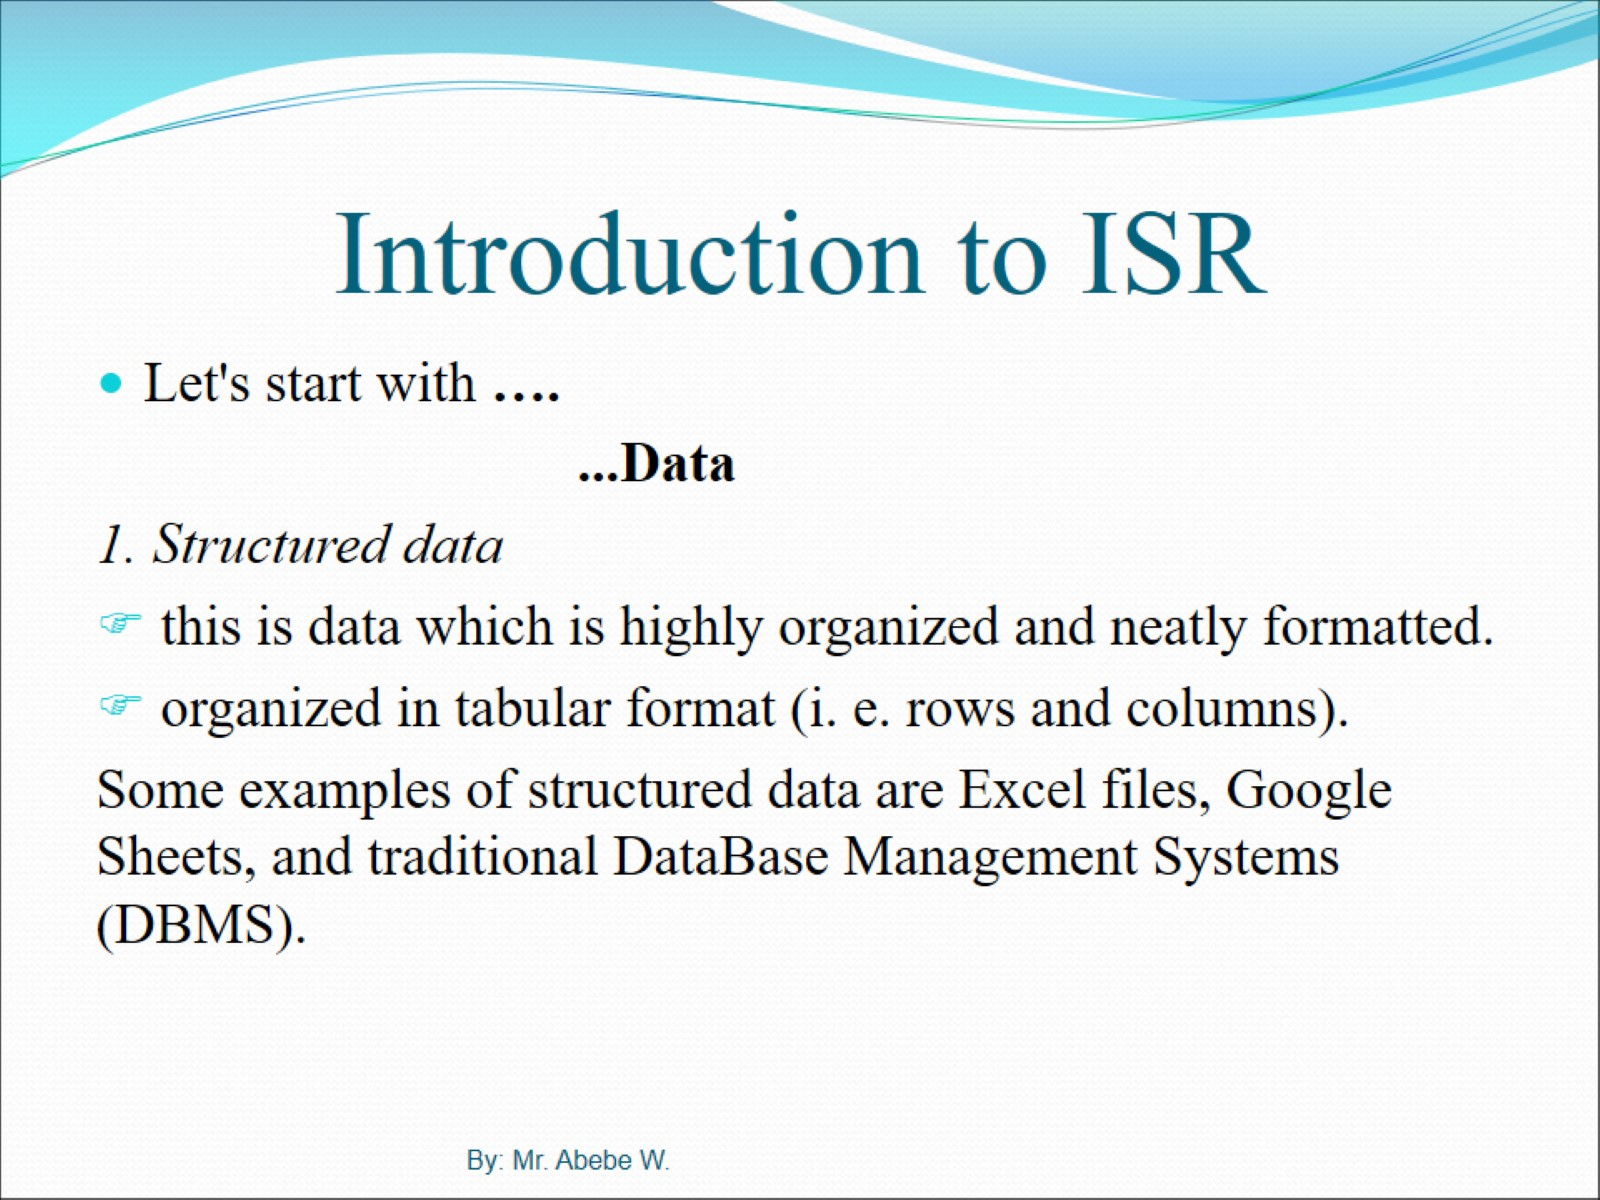 Introduction to ISR
Let's start with ….
...Data
1. Structured data
☞ this is data which is highly organized and neatly formatted.
☞ organized in tabular format (i. e. rows and columns).
Some examples of structured data are Excel files, Google
Sheets, and traditional DataBase Management Systems
(DBMS).
By: Mr. Abebe W.